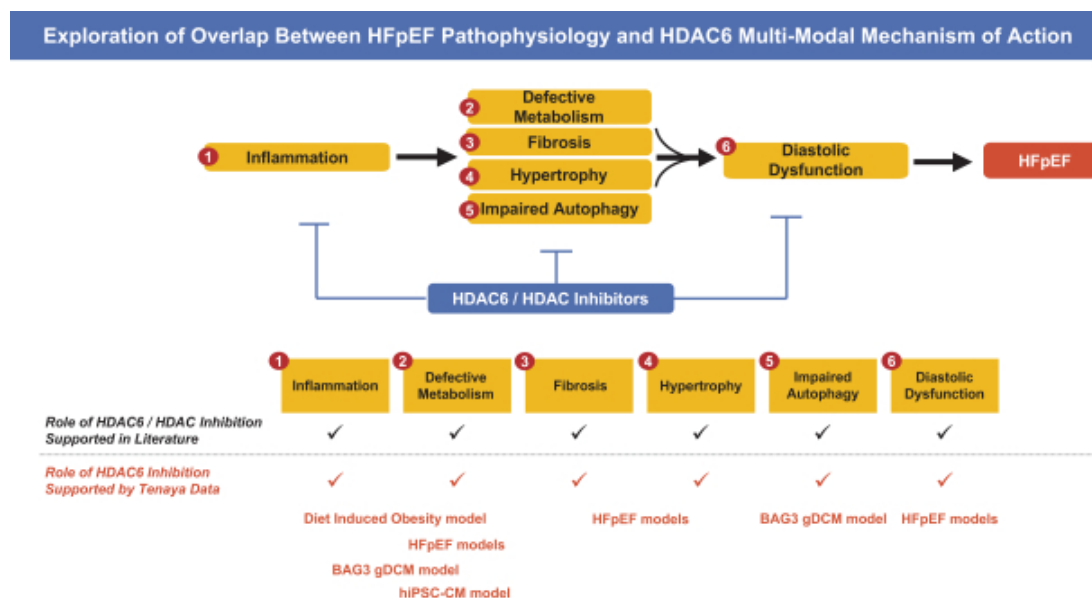 Exploration of Overlap Between HFpEF Pathophysiology and HDAC6 Multi-Modal Mechanism of Action
2
Defective
Metabolism
1
Inflammation
3
Fibrosis
4
Hypertrophy
5
Impaired Autophagy
6
Diastolic
Dysfunction
HFpEF
HDAC6 / HDAC Inhibitors
1
Inflammation
2
Defective
Metabolism
3
Fibrosis
4
Hypertrophy
5
Impaired
Autophagy
6
Diastolic
Dysfunction
Role of HDAC6 / HDAC Inhibition
Supported in Literature
✓ ✓ ✓ ✓ ✓ ✓
Role of HDAC6 Inhibition
Supported by Tenaya Data
✓ ✓ ✓ ✓ ✓ ✓
Diet Induced Obesity model
HFpEF models
BAG3 gDCM model
HFpEF models
HFpEF models
BAG3 gDCM model
hiPSC-CM model